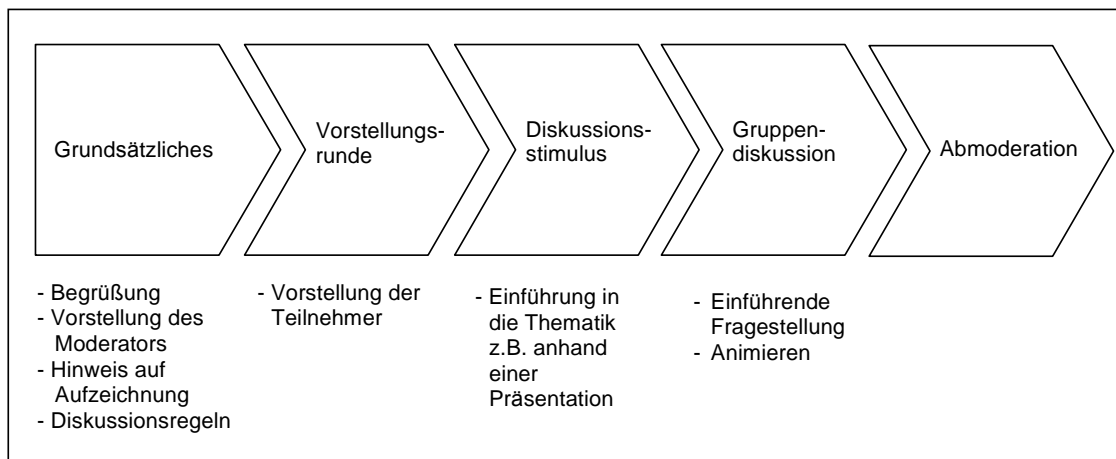 Grundsätzliches
Vorstellungs-
runde
Diskussions-
stimulus
Gruppen-
diskussion
Abmoderation
- Begrüßung
- Vorstellung des
Moderators
- Hinweis auf
Aufzeichnung
- Diskussionsregeln
- Vorstellung der
Teilnehmer
- Einführung in
die Thematik
z.B. anhand
einer
Präsentation
- Einführende
Fragestellung
- Animieren